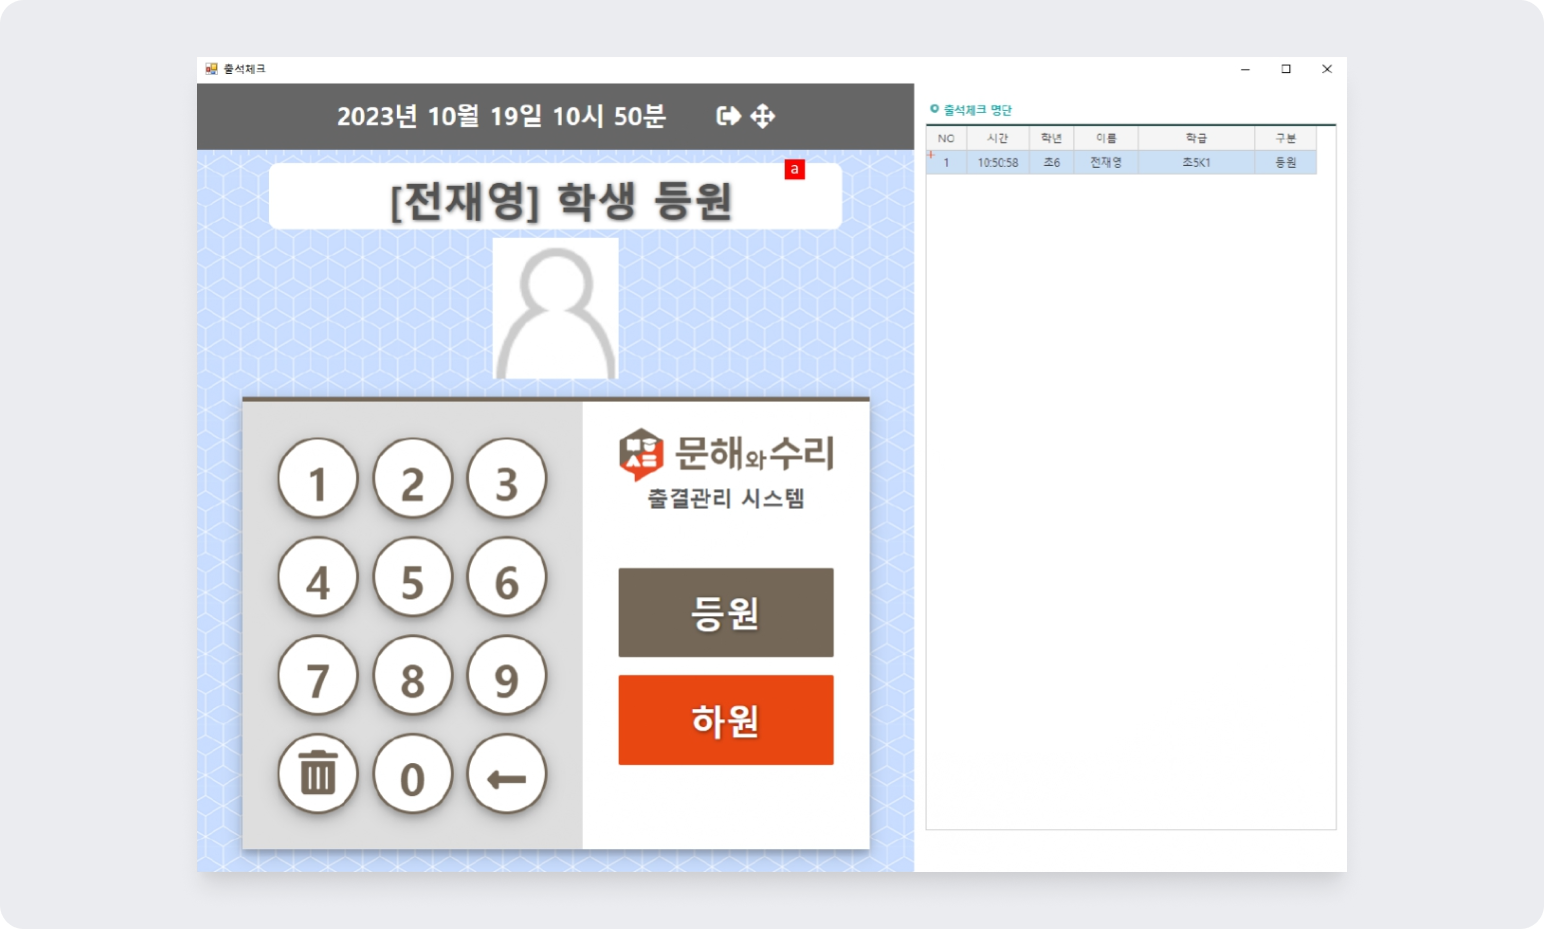 출석체크
2023년 10월 19일 10시 50분
a
[전재영] 학생 등원
1 2 3
4 5 6
7 8 9
0
문해와수리
출결관리 시스템
등원
하원
출석체크 명단
NO 시간 학년 이름 학급 구분
1 10:50:58 초6 전재영 초5K1 등원